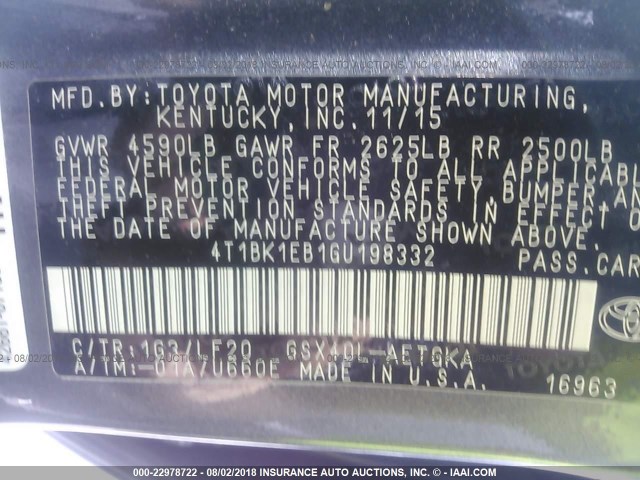 MFD.BY:TOYOTA MOTOR MANUFACTURING,
KENTUCKY, INC. 11/15
GVWR 4590LB GAWR FR 2625LB RR 2500LB
THIS VEHICLE CONFORMS TO ALL APPLICABL
FEDERAL MOTOR VEHICLE SAFETY, BUMPER, AN
THEFT PREVENTION STANDARDS IN EFFECT O
THE DATE OF MANUFACTURE SHOWN ABOVE.
4T1BK1EB1GU198332 PASS.CAR
C/TR:1G3/LF20 GSX40L-AETGKA
A/TM:-01A/U660E MADE IN U.S.A.
16963
000-22978722 - 08/02/2018 INSURANCE AUTO AUCTIONS, INC. - © - IAAI.COM